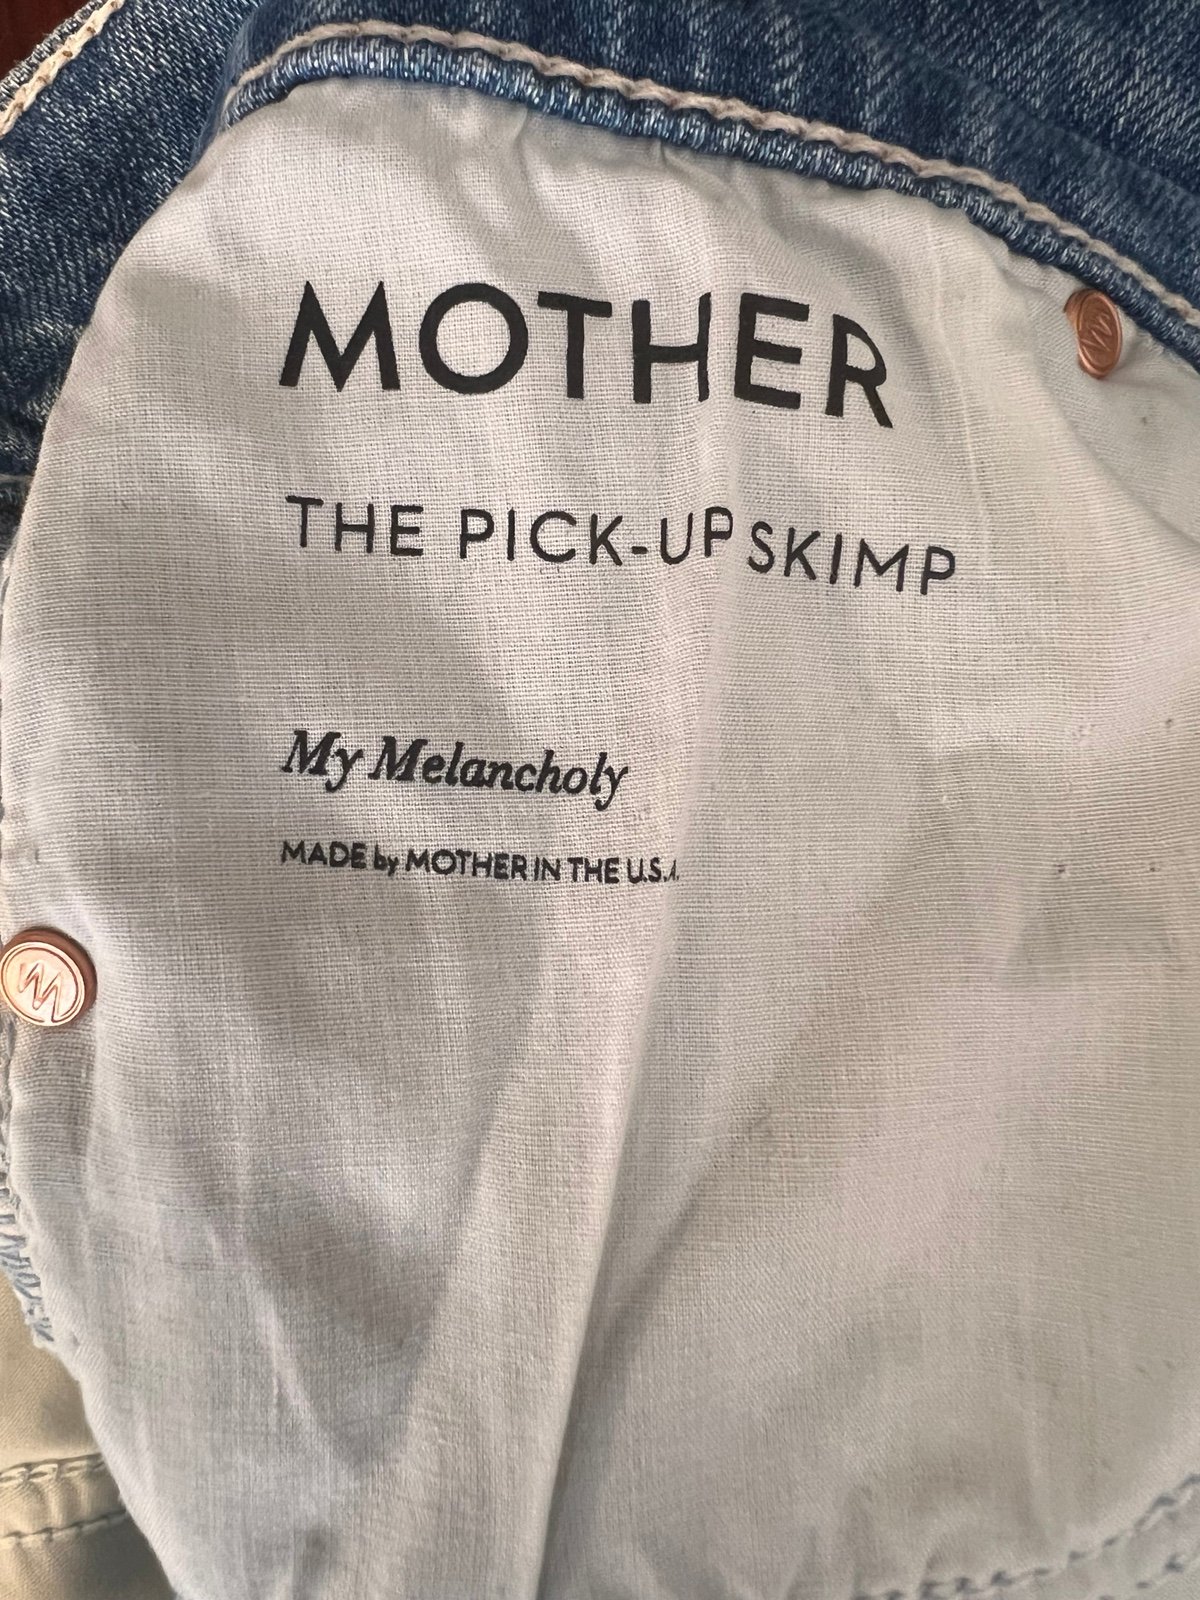 MOTHER
THE PICK-UP SKIMP
My Melancholy
MADE by MOTHER IN THE U.S.A.